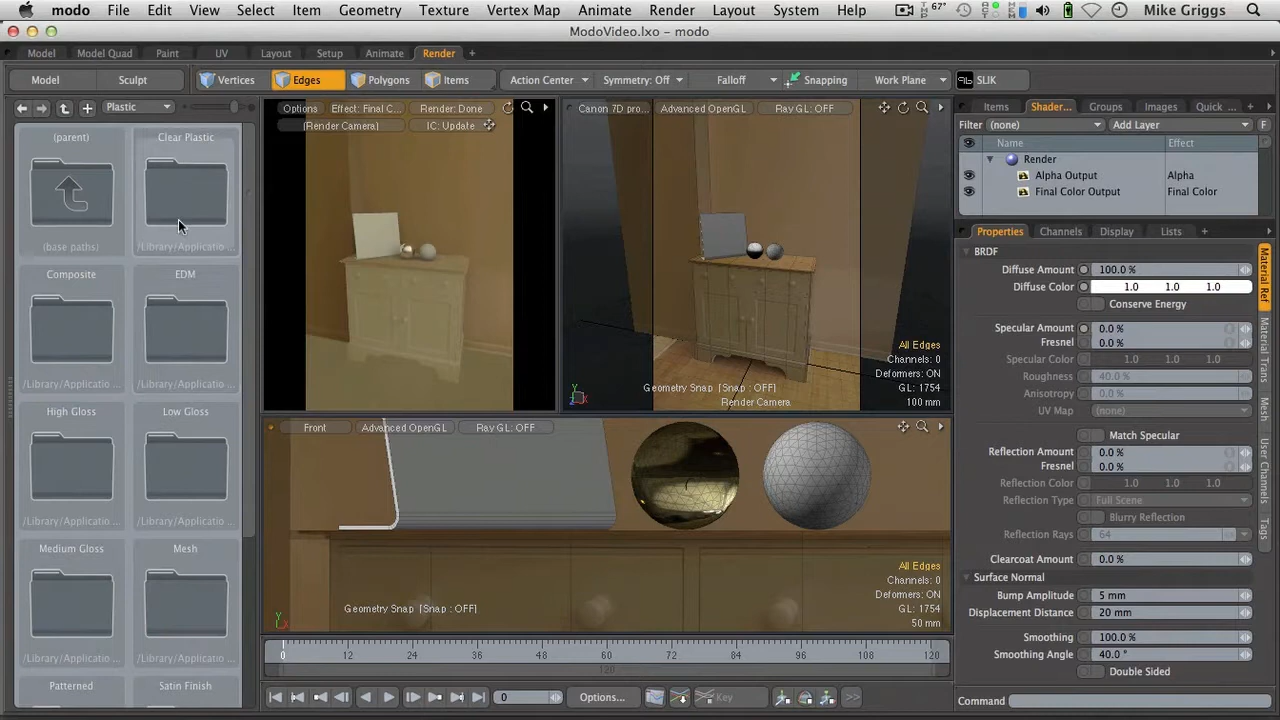 modo File Edit View Select Item Geometry Texture Vertex Map Animate Render Layout System Help 67° Mike Griggs
ModoVideo.lxo - modo
Model Model Quad Paint UV Layout Setup Animate Render +
Model Sculpt Vertices Edges Polygons Items Action Center Symmetry: Off Falloff Snapping Work Plane SLIK
Plastic
(parent) Clear Plastic
(base paths) /Library/Applicatio ...
Composite EDM
/Library/Applicatio ... /Library/Applicatio ...
High Gloss Low Gloss
/Library/Applicatio ... /Library/Applicatio ...
Medium Gloss Mesh
/Library/Applicatio ... /Library/Applicatio ...
Patterned Satin Finish
Options Effect: Final C... Render: Done
(Render Camera) IC: Update
Canon 7D pro... Advanced OpenGL Ray GL: OFF
All Edges
Channels: 0
Deformers: ON
GL: 1754
100 mm
Geometry Snap [Snap : OFF]
Render Camera
Front Advanced OpenGL Ray GL: OFF
All Edges
Channels: 0
Deformers: ON
GL: 1754
50 mm
Geometry Snap [Snap : OFF]
0 12 24 36 48 60 72 84 96 108 120
120
0 Options... Key >>
Items Shader... Groups Images Quick ... +
Filter (none) Add Layer F
Name Effect
Render
Alpha Output Alpha
Final Color Output Final Color
Properties Channels Display Lists +
BRDF
Diffuse Amount 100.0 %
Diffuse Color 1.0 1.0 1.0
Conserve Energy
Specular Amount 0.0 %
Fresnel 0.0 %
Specular Color 1.0 1.0 1.0
Roughness 40.0 %
Anisotropy 0.0 %
UV Map (none)
Match Specular
Reflection Amount 0.0 %
Fresnel 0.0 %
Reflection Color 1.0 1.0 1.0
Reflection Type Full Scene
Blurry Reflection
Reflection Rays 64
Clearcoat Amount 0.0 %
Surface Normal
Bump Amplitude 5 mm
Displacement Distance 20 mm
Smoothing 100.0 %
Smoothing Angle 40.0 °
Double Sided
Command
Material Ref
Material Trans
Mesh
User Channels
Tags